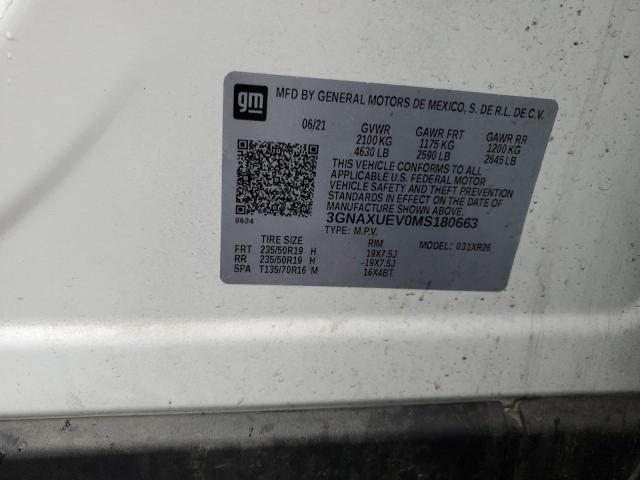 gm
MFD BY GENERAL MOTORS DE MEXICO, S. DE R.L. DE C.V.
06/21 GVWR GAWR FRT GAWR RR
2100 KG 1175 KG 1200 KG
4630 LB 2590 LB 2645 LB
THIS VEHICLE CONFORMS TO ALL
APPLICABLE U.S. FEDERAL MOTOR
VEHICLE SAFETY AND THEFT PREVENTION
STANDARDS IN EFFECT ON THE DATE OF
MANUFACTURE SHOWN ABOVE.
8624
3GNAXUEV0MS180663
TYPE: M.P.V. MODEL: 031XR26
TIRE SIZE RIM
FRT 235/50R19 H 19X7.5J
RR 235/50R19 H -19X7.5J
SPA T135/70R16 M 16X4BT